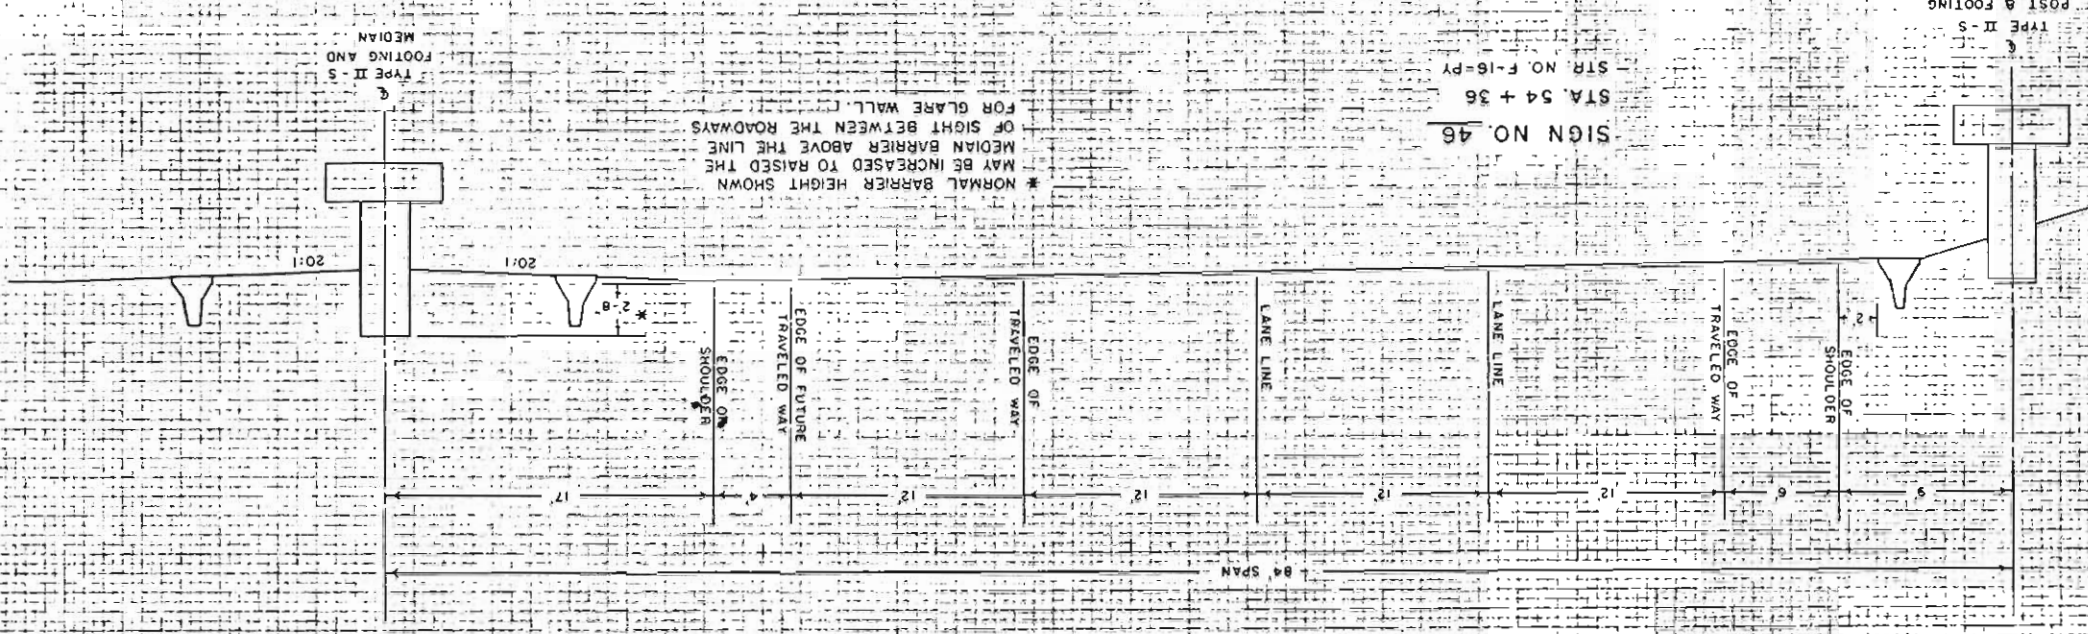 84' SPAN
9'
6'
12'
12'
12'
12'
4'
17'
EDGE OF
SHOULDER
EDGE OF
TRAVELED WAY
LANE LINE
LANE LINE
EDGE OF
TRAVELED WAY
EDGE OF FUTURE
TRAVELED WAY
EDGE OF
SHOULDER
2'
* 2'-8"
20:1
20:1
SIGN NO. 46
STA. 54 + 36
STR. NO. F-16-PY
* NORMAL BARRIER HEIGHT SHOWN
MAY BE INCREASED TO RAISED THE
MEDIAN BARRIER ABOVE THE LINE
OF SIGHT BETWEEN THE ROADWAYS
FOR GLARE WALL.
℄
TYPE II-S
POST & FOOTING
℄
TYPE II-S
FOOTING AND
MEDIAN